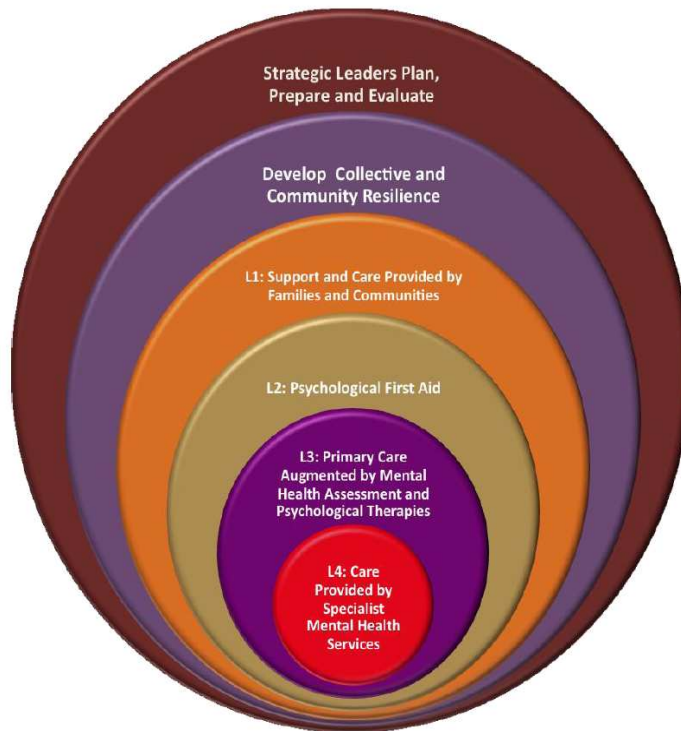 Strategic Leaders Plan,
Prepare and Evaluate
Develop Collective and
Community Resilience
L1: Support and Care Provided by
Families and Communities
L2: Psychological First Aid
L3: Primary Care
Augmented by Mental
Health Assessment and
Psychological Therapies
L4: Care
Provided by
Specialist
Mental Health
Services